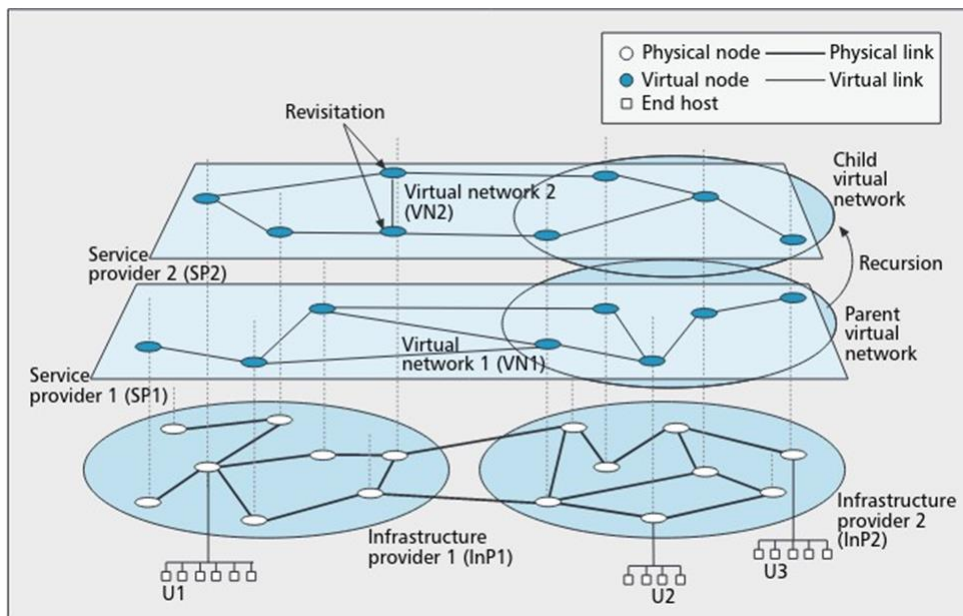 Physical node
Physical link
Virtual node
Virtual link
End host
Revisitation
Child
virtual
network
Virtual network 2
(VN2)
Service
provider 2 (SP2)
Recursion
Parent
virtual
network
Virtual
network 1 (VN1)
Service
provider 1 (SP1)
Infrastructure
provider 2
(InP2)
Infrastructure
provider 1 (InP1)
U1
U2
U3